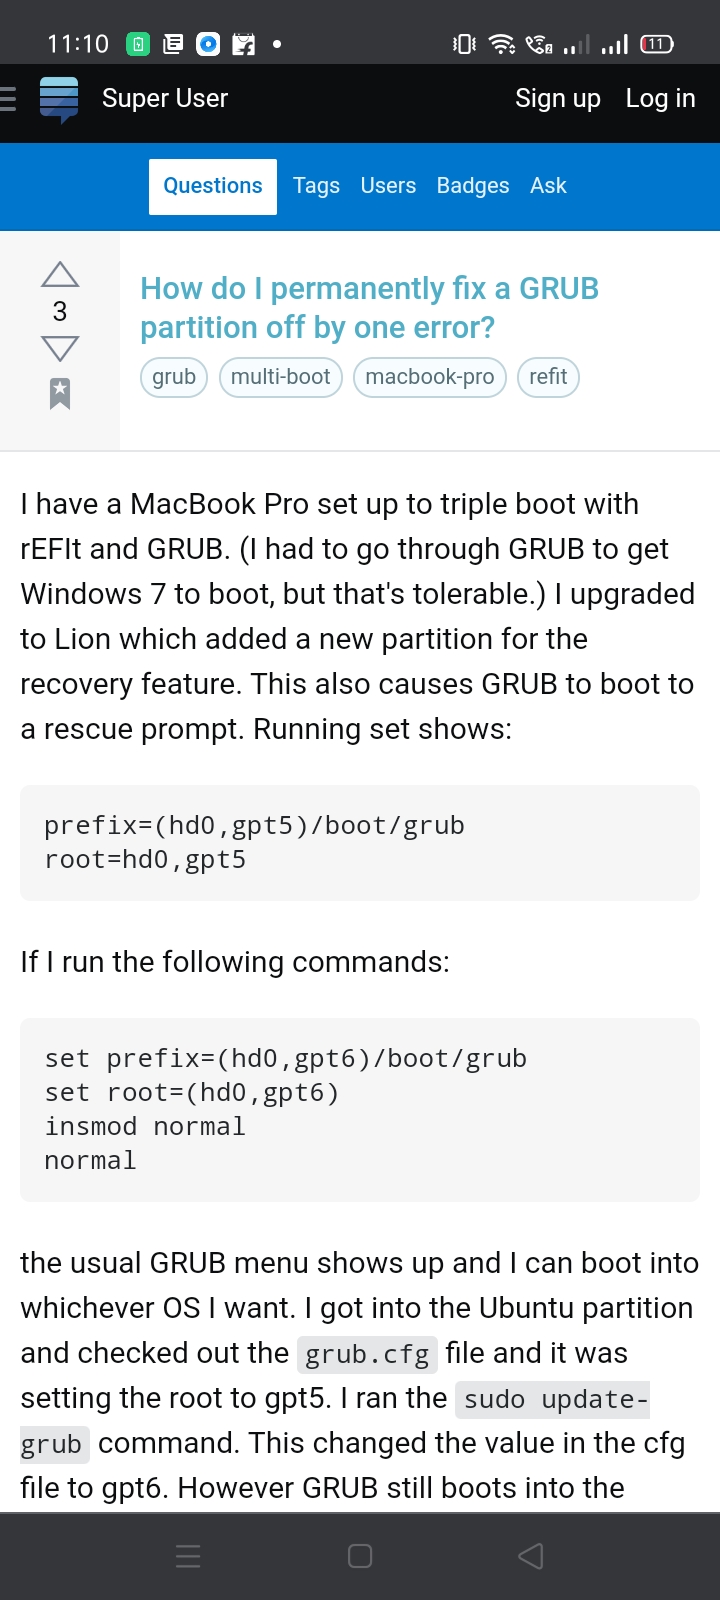 11:10
11
Super User
Sign up Log in
Questions Tags Users Badges Ask
3
How do I permanently fix a GRUB
partition off by one error?
grub multi-boot macbook-pro refit
I have a MacBook Pro set up to triple boot with
rEFIt and GRUB. (I had to go through GRUB to get
Windows 7 to boot, but that's tolerable.) I upgraded
to Lion which added a new partition for the
recovery feature. This also causes GRUB to boot to
a rescue prompt. Running set shows:
prefix=(hd0,gpt5)/boot/grub
root=hd0,gpt5
If I run the following commands:
set prefix=(hd0,gpt6)/boot/grub
set root=(hd0,gpt6)
insmod normal
normal
the usual GRUB menu shows up and I can boot into
whichever OS I want. I got into the Ubuntu partition
and checked out the grub.cfg file and it was
setting the root to gpt5. I ran the sudo update-
grub command. This changed the value in the cfg
file to gpt6. However GRUB still boots into the